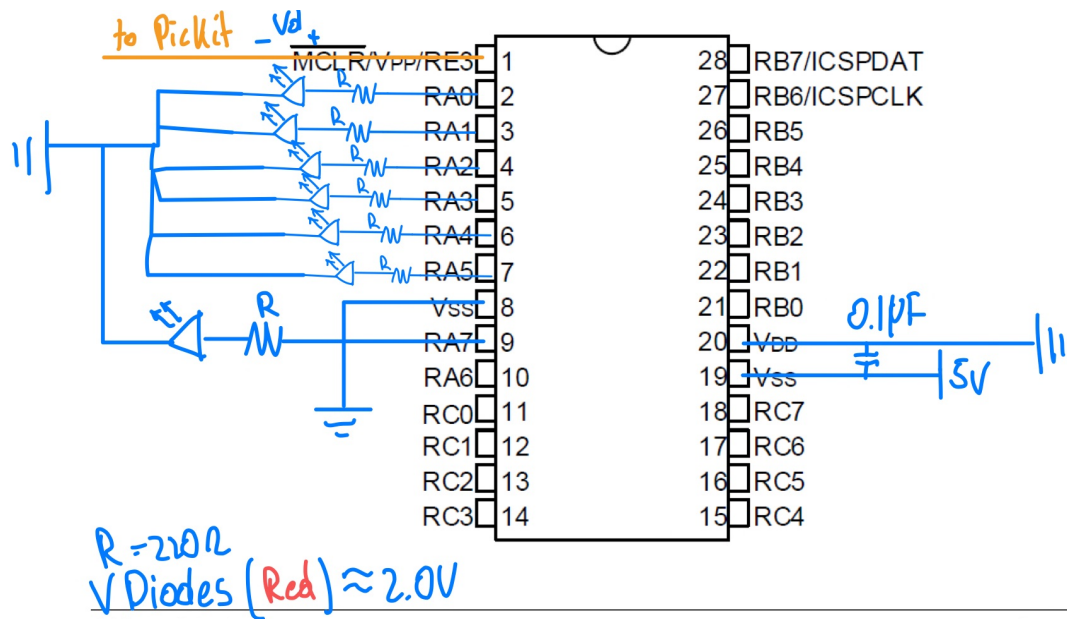 to Pickit - Vd +
MCLR/VPP/RE3 1 28 RB7/ICSPDAT
R RA0 2 27 RB6/ICSPCLK
R RA1 3 26 RB5
R RA2 4 25 RB4
R RA3 5 24 RB3
R RA4 6 23 RB2
R RA5 7 22 RB1
VSS 8 21 RB0
0.1µF
R RA7 9 20 VDD
RA6 10 19 VSS 5V
RC0 11 18 RC7
RC1 12 17 RC6
RC2 13 16 RC5
RC3 14 15 RC4
R = 220Ω
V Diodes (Red) ≈ 2.0V